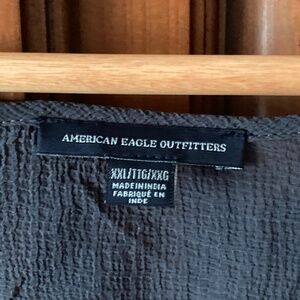 AMERICAN EAGLE OUTFITTERS
XXL/TTG/XXG
MADE IN INDIA
FABRIQUÉ EN
INDE